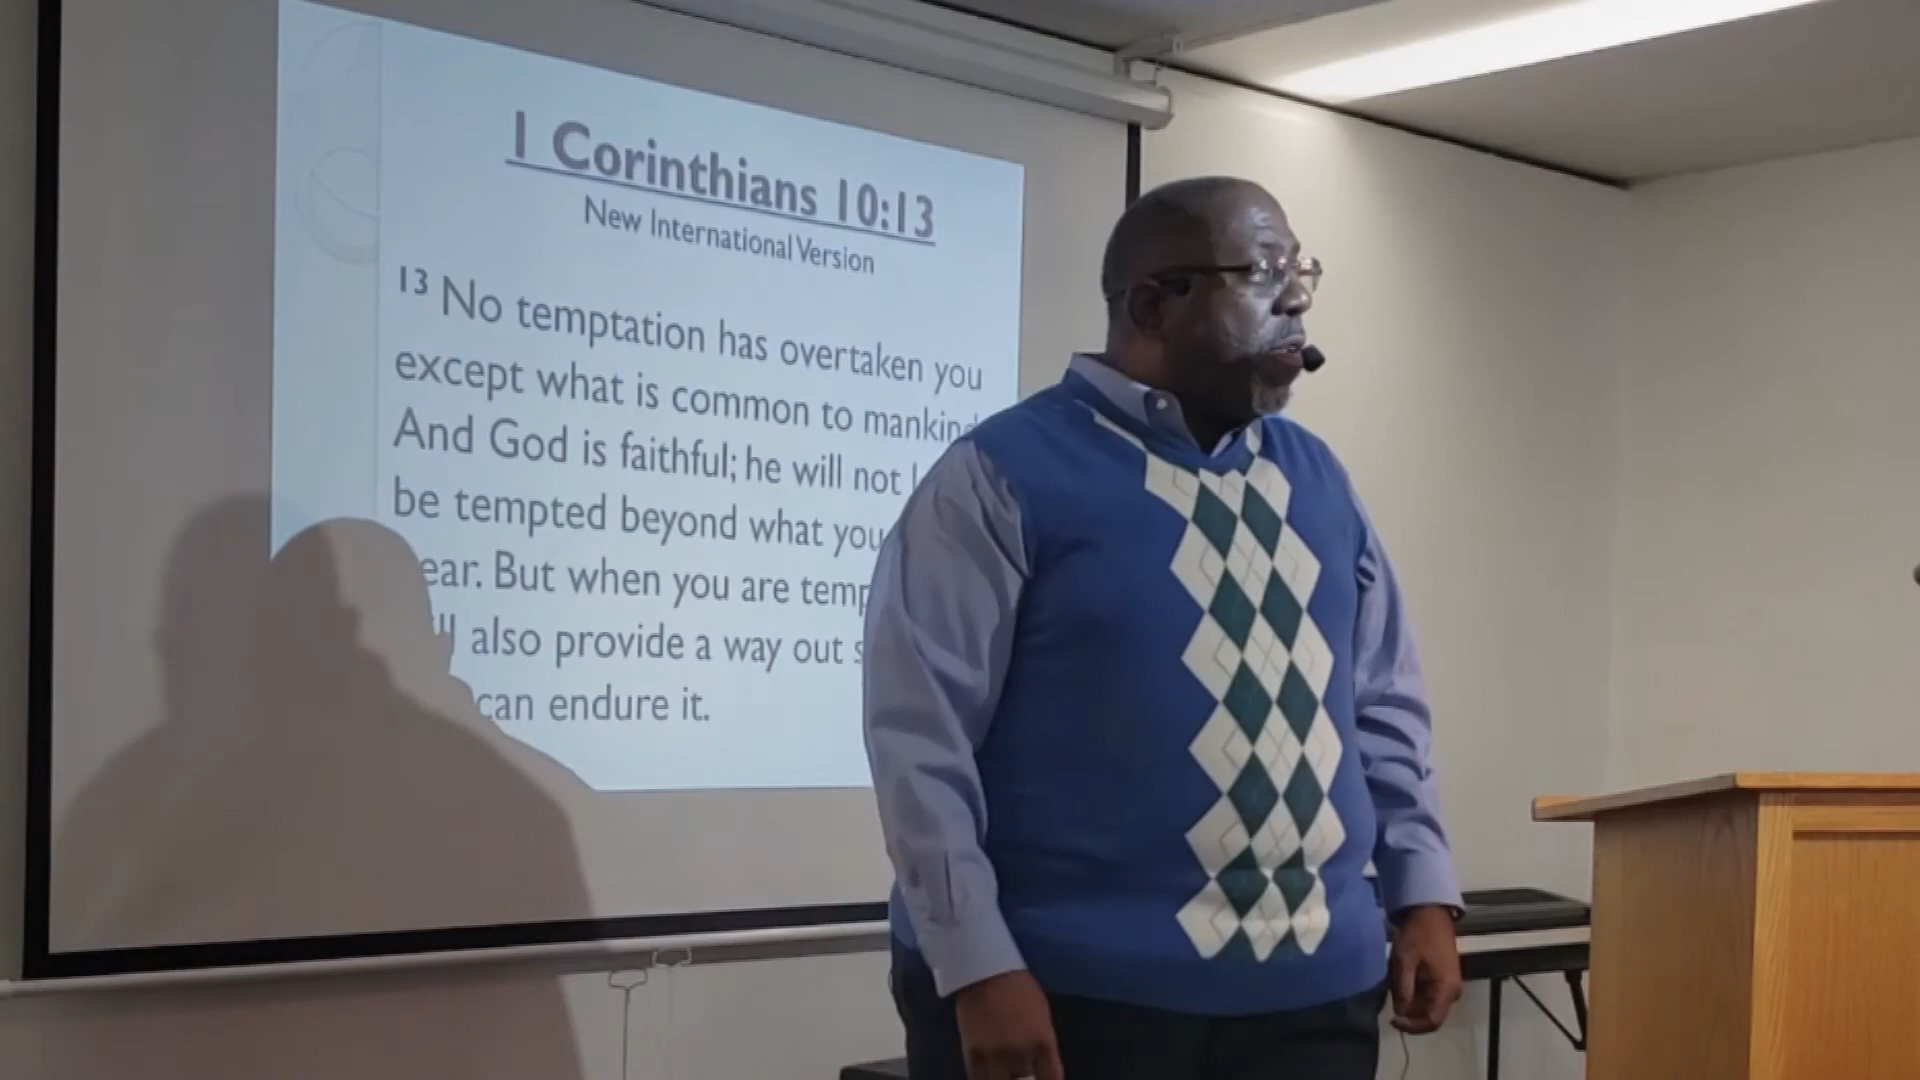 1 Corinthians 10:13
New International Version
13 No temptation has overtaken you
except what is common to mankind
And God is faithful; he will not
be tempted beyond what you
ear. But when you are temp
also provide a way out s
can endure it.